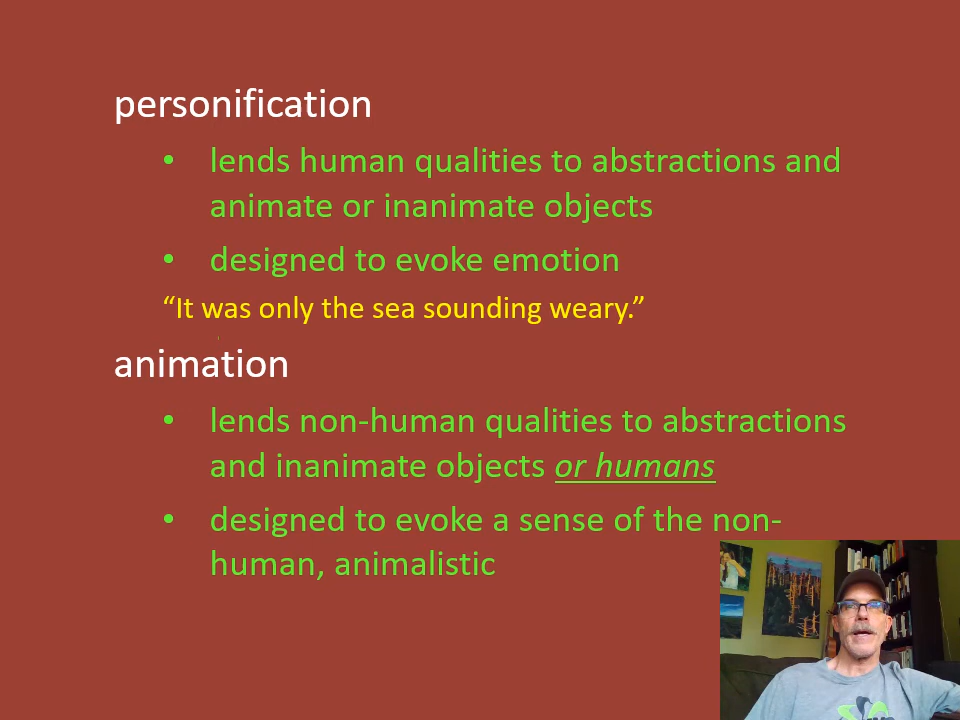 personification
• lends human qualities to abstractions and
animate or inanimate objects
• designed to evoke emotion
“It was only the sea sounding weary.”
animation
• lends non-human qualities to abstractions
and inanimate objects or humans
• designed to evoke a sense of the non-
human, animalistic